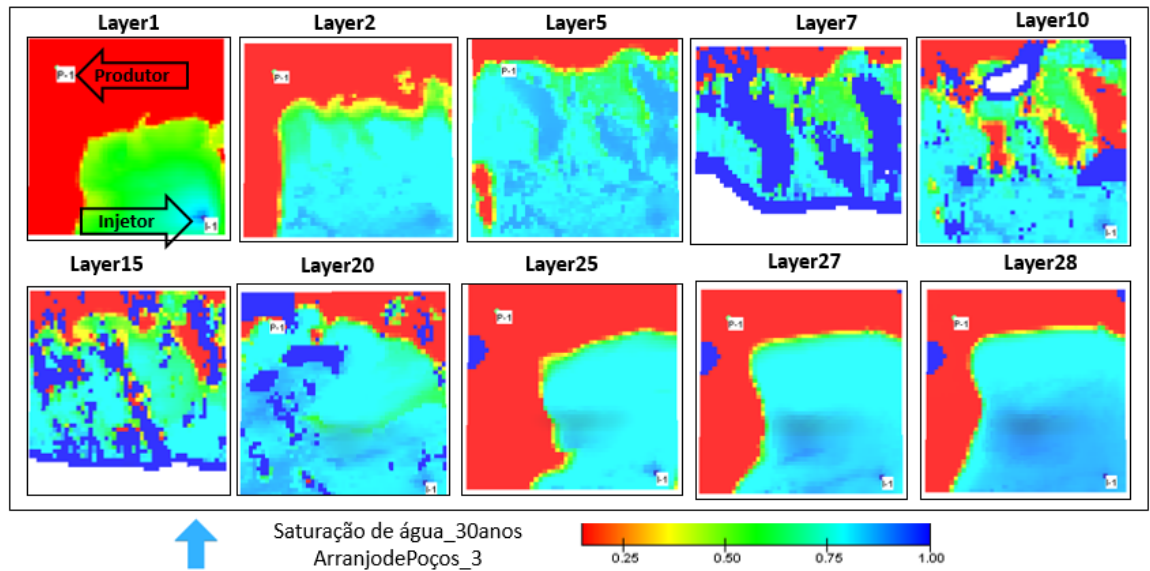 Layer1 Layer2 Layer5 Layer7 Layer10
P-1 Produtor P-1 P-1
Injetor I-1 I-1
Layer15 Layer20 Layer25 Layer27 Layer28
P-1 P-1 P-1 P-1
I-1 I-1 I-1 I-1
Saturação de água_30anos
ArranjodePoços_3
0.25 0.50 0.75 1.00